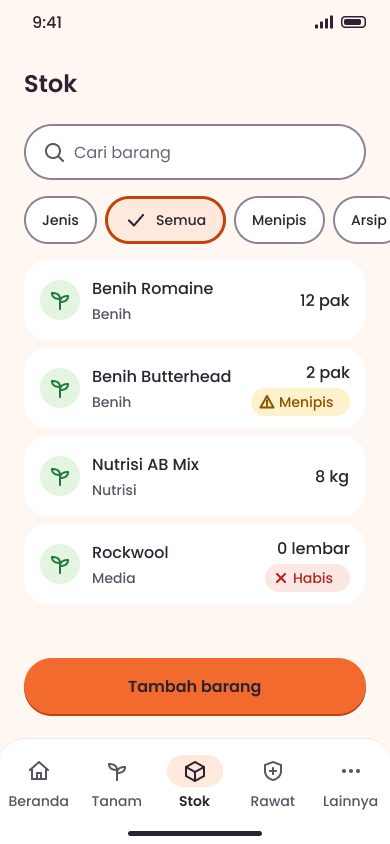 9:41
Stok
Cari barang
Jenis
Semua
Menipis
Arsip
Benih Romaine
Benih
12 pak
Benih Butterhead
Benih
2 pak
Menipis
Nutrisi AB Mix
Nutrisi
8 kg
Rockwool
Media
0 lembar
Habis
Tambah barang
Beranda
Tanam
Stok
Rawat
Lainnya